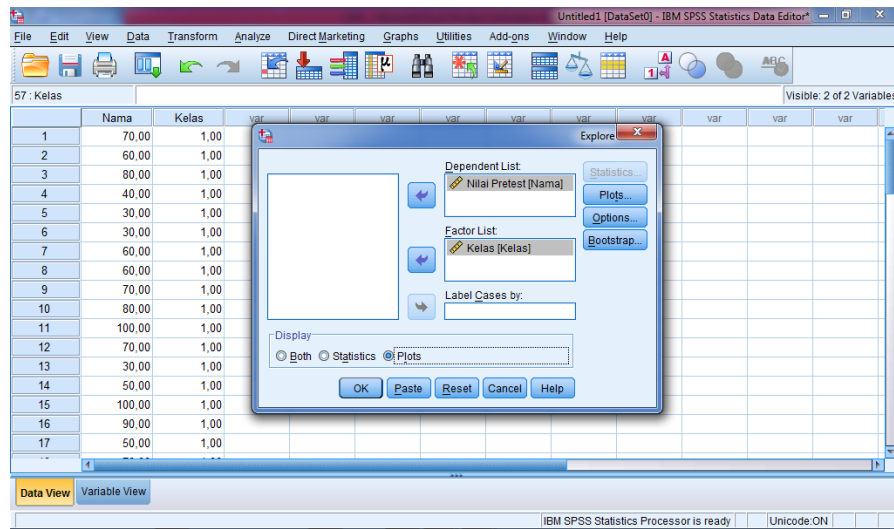 Untitled1 [DataSet0] - IBM SPSS Statistics Data Editor*
File Edit View Data Transform Analyze Direct Marketing Graphs Utilities Add-ons Window Help
57 : Kelas
Visible: 2 of 2 Variables
Nama Kelas var var var var var var var var var var
1 70,00 1,00
2 60,00 1,00
3 80,00 1,00
4 40,00 1,00
5 30,00 1,00
6 30,00 1,00
7 60,00 1,00
8 60,00 1,00
9 70,00 1,00
10 80,00 1,00
11 100,00 1,00
12 70,00 1,00
13 30,00 1,00
14 50,00 1,00
15 100,00 1,00
16 90,00 1,00
17 50,00 1,00
Explore
Dependent List:
Nilai Pretest [Nama]
Factor List:
Kelas [Kelas]
Label Cases by:
Statistics...
Plots...
Options...
Bootstrap...
Display
Both Statistics Plots
OK Paste Reset Cancel Help
Data View Variable View
IBM SPSS Statistics Processor is ready Unicode:ON